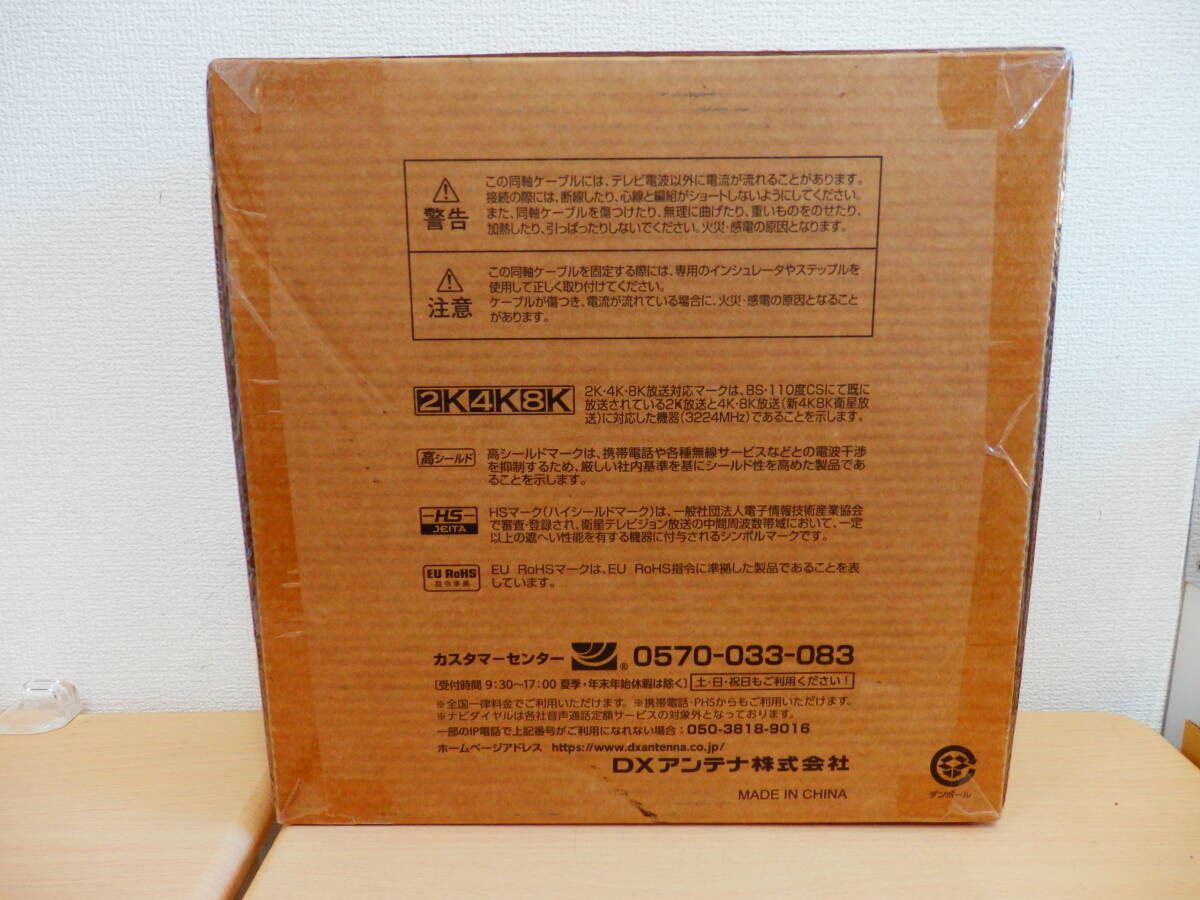 警告
この同軸ケーブルには、テレビ電波以外に電流が流れることがあります。
接続の際には、断線したり、心線と編組がショートしないようにしてください。
また、同軸ケーブルを傷つけたり、無理に曲げたり、重いものをのせたり、
加熱したり、引っぱったりしないでください。火災・感電の原因となります。
注意
この同軸ケーブルを固定する際には、専用のインシュレータやステップルを
使用して正しく取り付けてください。
ケーブルが傷つき、電流が流れている場合に、火災・感電の原因となること
があります。
2K4K8K
2K・4K・8K放送対応マークは、BS・110度CSにて既に
放送されている2K放送と4K・8K放送(新4K8K衛星放
送)に対応した機器(3224MHz)であることを示します。
高シールド
高シールドマークは、携帯電話や各種無線サービスなどとの電波干渉
を抑制するため、厳しい社内基準を基にシールド性を高めた製品であ
ることを示します。
HS
JEITA
HSマーク(ハイシールドマーク)は、一般社団法人電子情報技術産業協会
で審査・登録され、衛星テレビジョン放送の中間周波数帯域において、一定
以上の遮へい性能を有する機器に付与されるシンボルマークです。
EU RoHS
指令準拠
EU RoHSマークは、EU RoHS指令に準拠した製品であることを表
しています。
カスタマーセンター ® 0570-033-083
[受付時間 9:30〜17:00 夏季・年末年始休暇は除く] 土・日・祝日もご利用ください!
※全国一律料金でご利用いただけます。※携帯電話・PHSからもご利用いただけます。
※ナビダイヤルは各社音声通話定額サービスの対象外となっております。
一部のIP電話で上記番号がご利用になれない場合:050-3818-9016
ホームページアドレス https://www.dxantenna.co.jp/
DXアンテナ株式会社
MADE IN CHINA
ダンボール